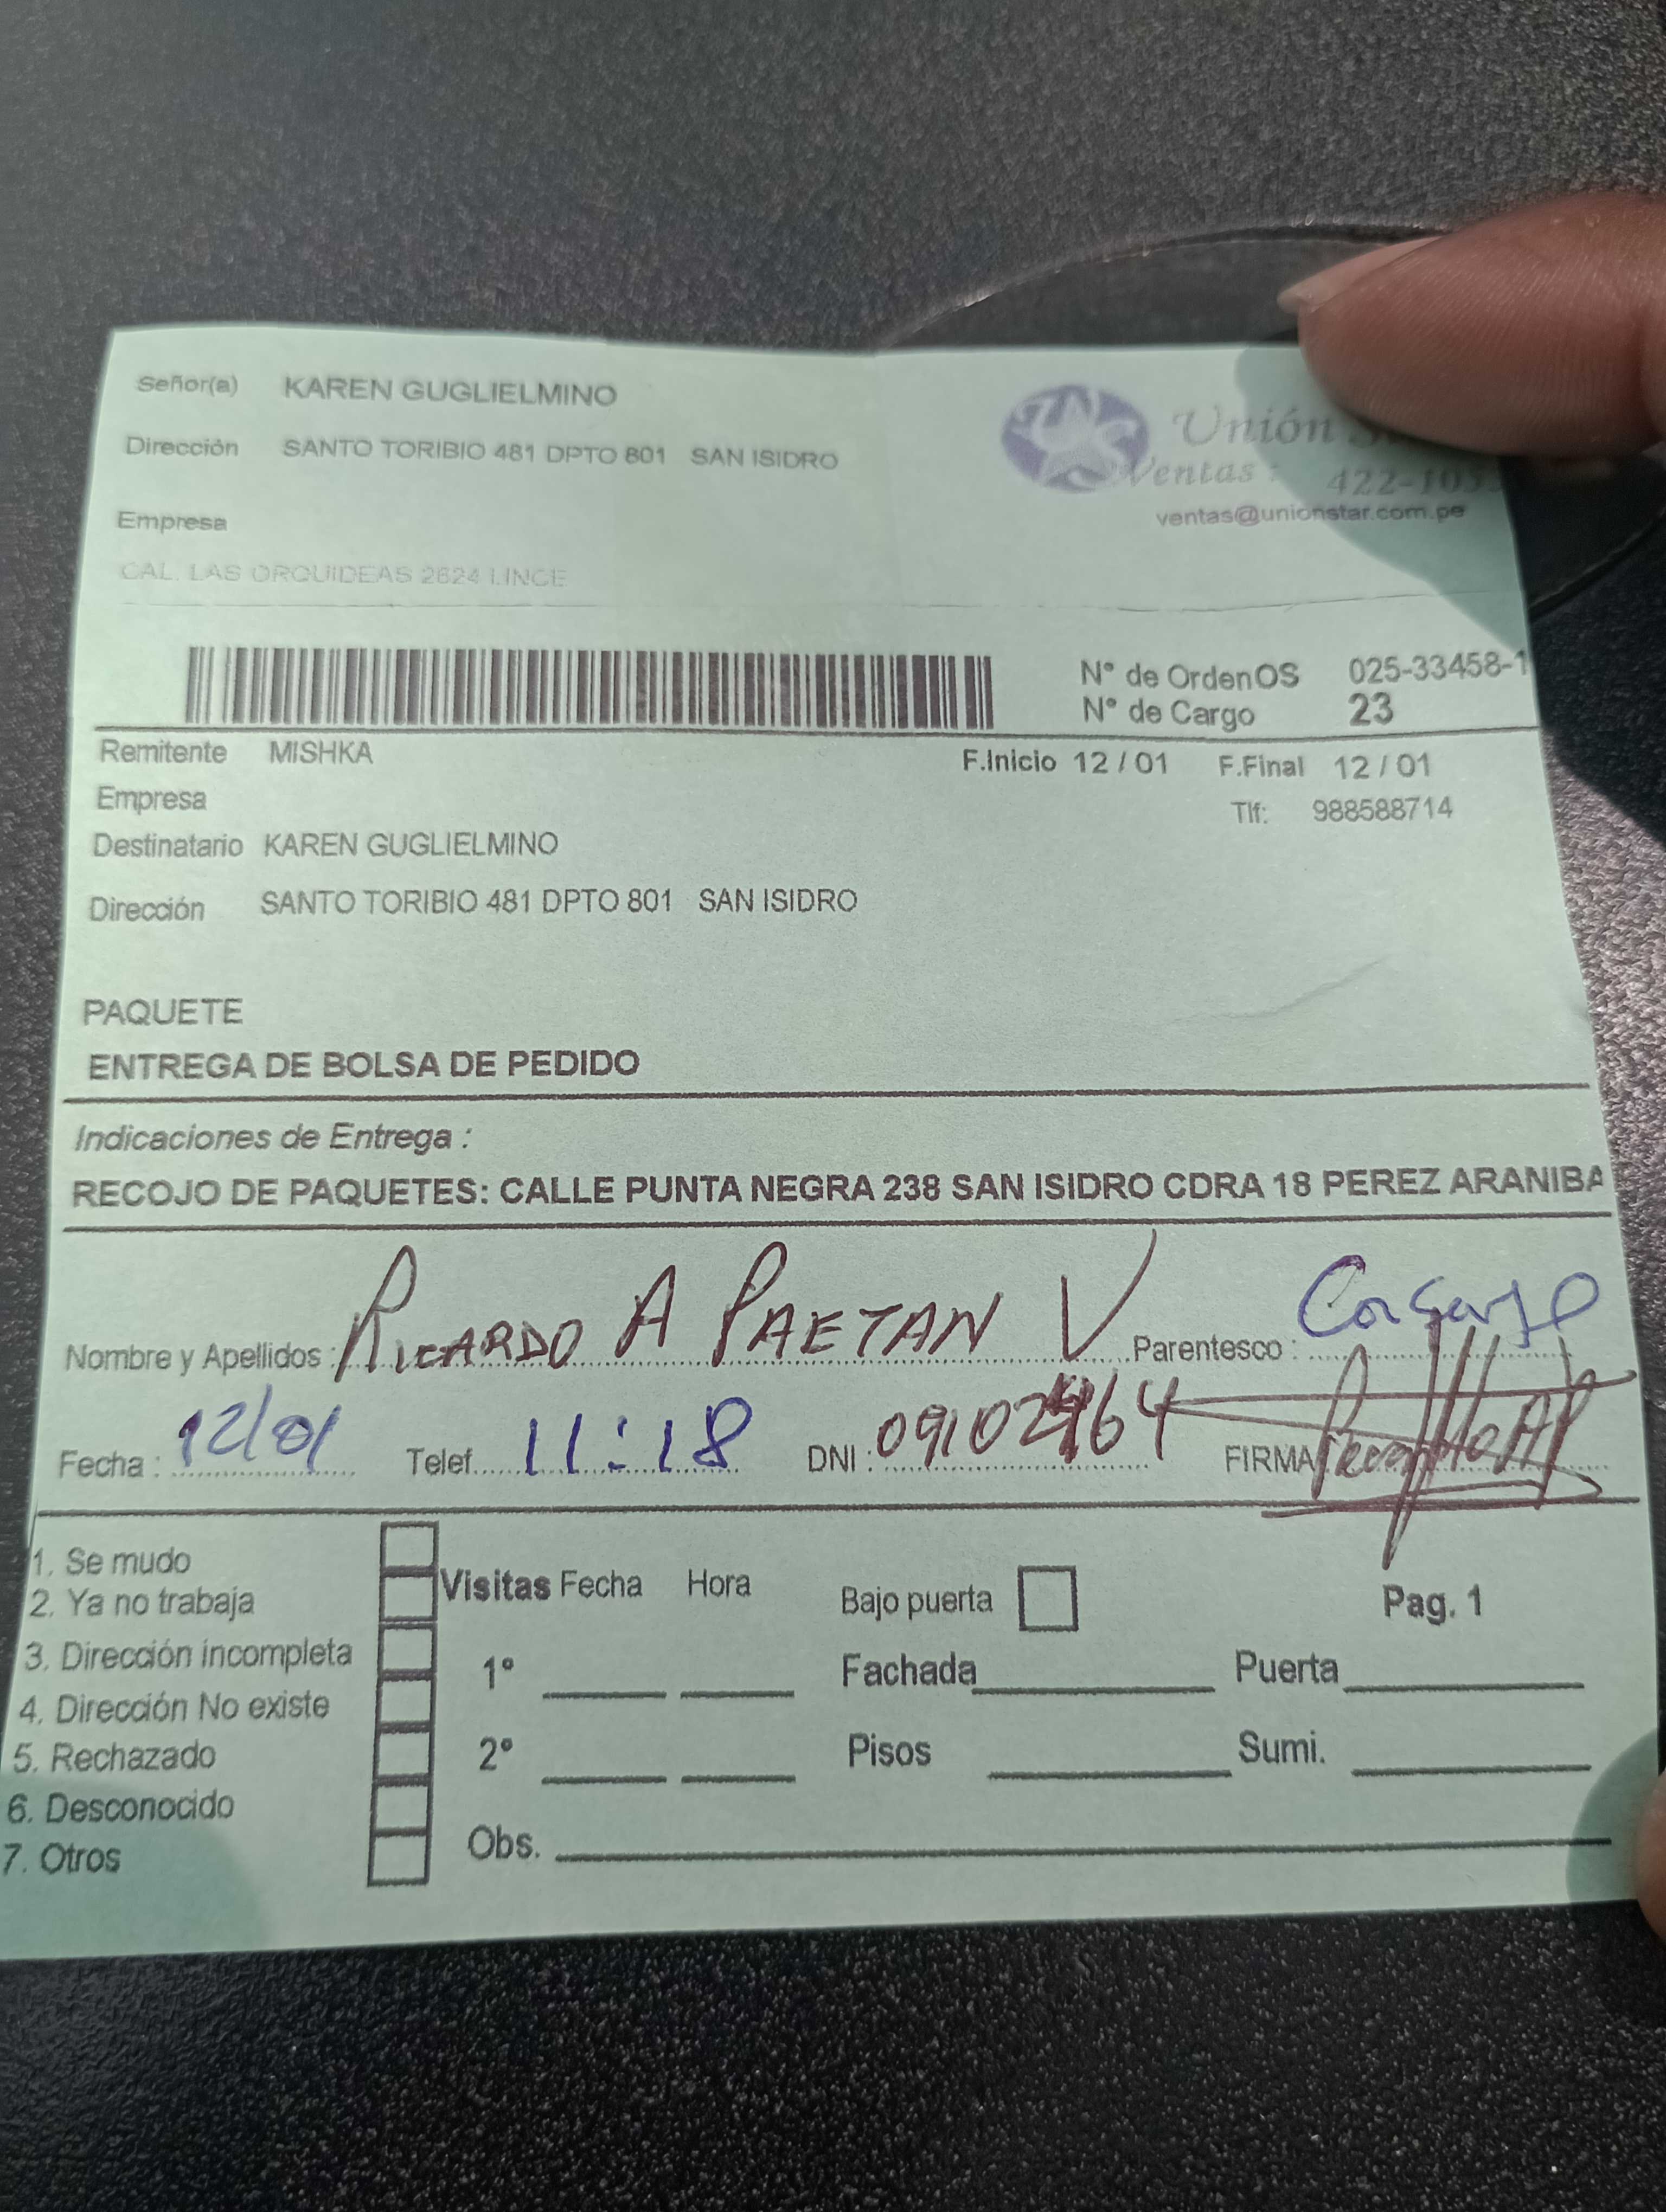 Señor(a) KAREN GUGLIELMINO
Dirección SANTO TORIBIO 481 DPTO 801 SAN ISIDRO
Unión
Ventas : 422-103
ventas@unionstar.com.pe
Empresa
CAL. LAS ORQUIDEAS 2624 LINCE
N° de OrdenOS 025-33458-1
N° de Cargo 23
Remitente MISHKA F.Inicio 12 / 01 F.Final 12 / 01
Empresa Tlf: 988588714
Destinatario KAREN GUGLIELMINO
Dirección SANTO TORIBIO 481 DPTO 801 SAN ISIDRO
PAQUETE
ENTREGA DE BOLSA DE PEDIDO
Indicaciones de Entrega :
RECOJO DE PAQUETES: CALLE PUNTA NEGRA 238 SAN ISIDRO CDRA 18 PEREZ ARANIBA
Nombre y Apellidos : RICARDO A PAETAN V Parentesco :
Fecha : 12/01 Telef. 11:18 DNI : FIRMA
1. Se mudo
2. Ya no trabaja
3. Dirección incompleta
4. Dirección No existe
5. Rechazado
6. Desconocido
7. Otros
Visitas Fecha Hora Bajo puerta Pag. 1
1° Fachada Puerta
2° Pisos Sumi.
Obs.